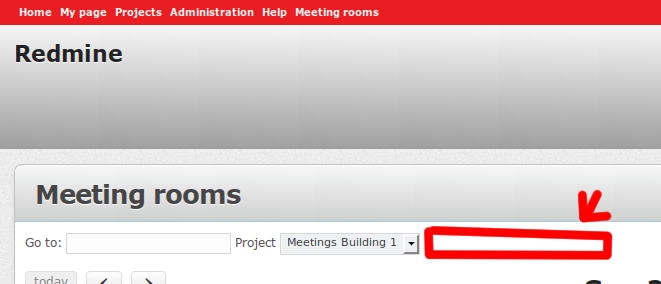 Home My page Projects Administration Help Meeting rooms
Redmine
Meeting rooms
Go to: Project Meetings Building 1
today